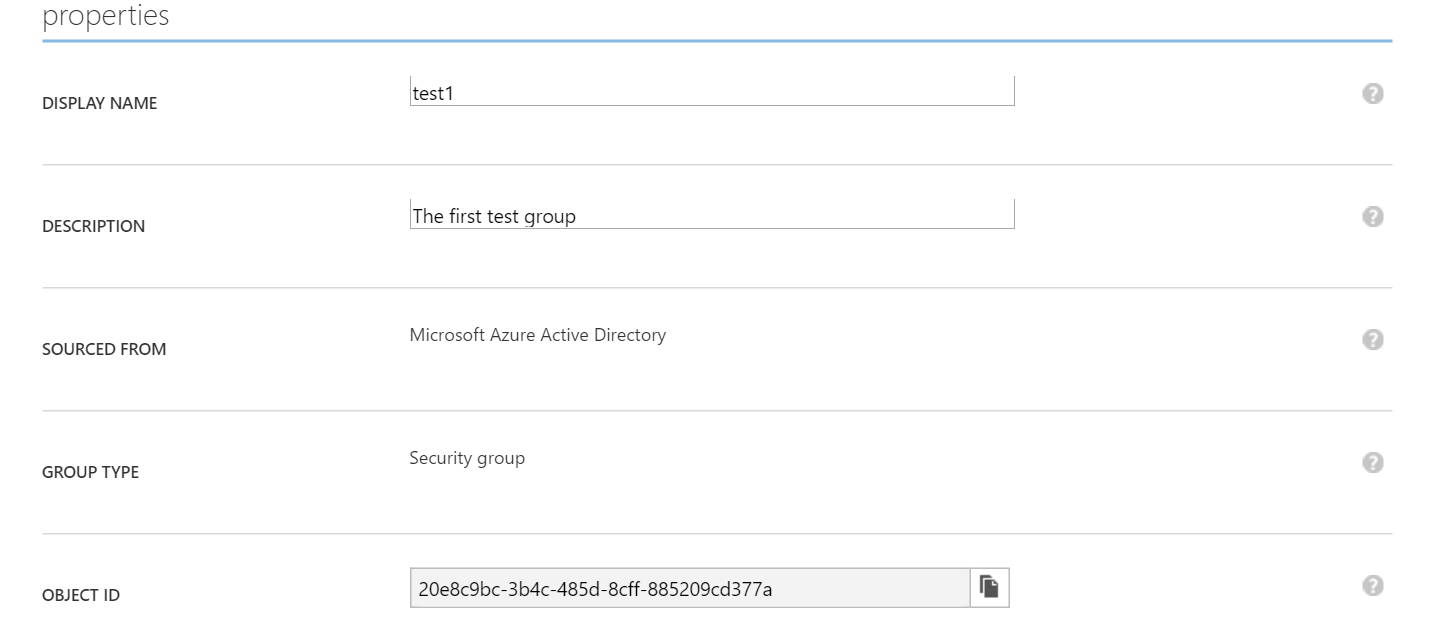 properties
DISPLAY NAME
test1
DESCRIPTION
The first test group
SOURCED FROM
Microsoft Azure Active Directory
GROUP TYPE
Security group
OBJECT ID
20e8c9bc-3b4c-485d-8cff-885209cd377a